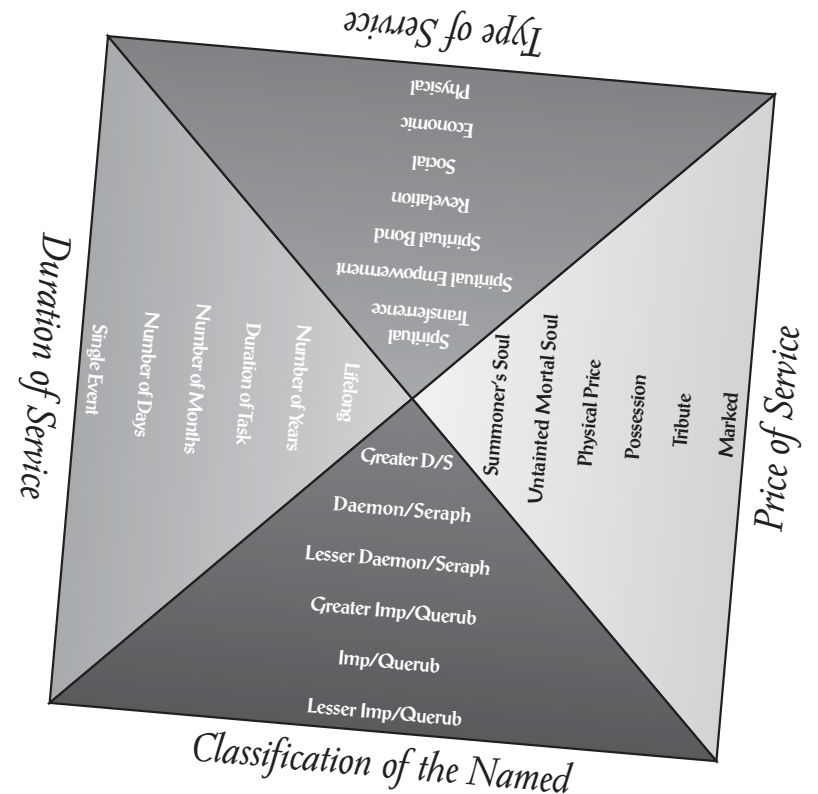 Type of Service
Physical
Economic
Social
Revelation
Spiritual Bond
Spiritual Empowerment
Spiritual
Transferrence
Duration of Service
Single Event
Number of Days
Number of Months
Duration of Task
Number of Years
Lifelong
Summoner's Soul
Untainted Mortal Soul
Physical Price
Possession
Tribute
Marked
Price of Service
Greater D/S
Daemon/Seraph
Lesser Daemon/Seraph
Greater Imp/Querub
Imp/Querub
Lesser Imp/Querub
Classification of the Named